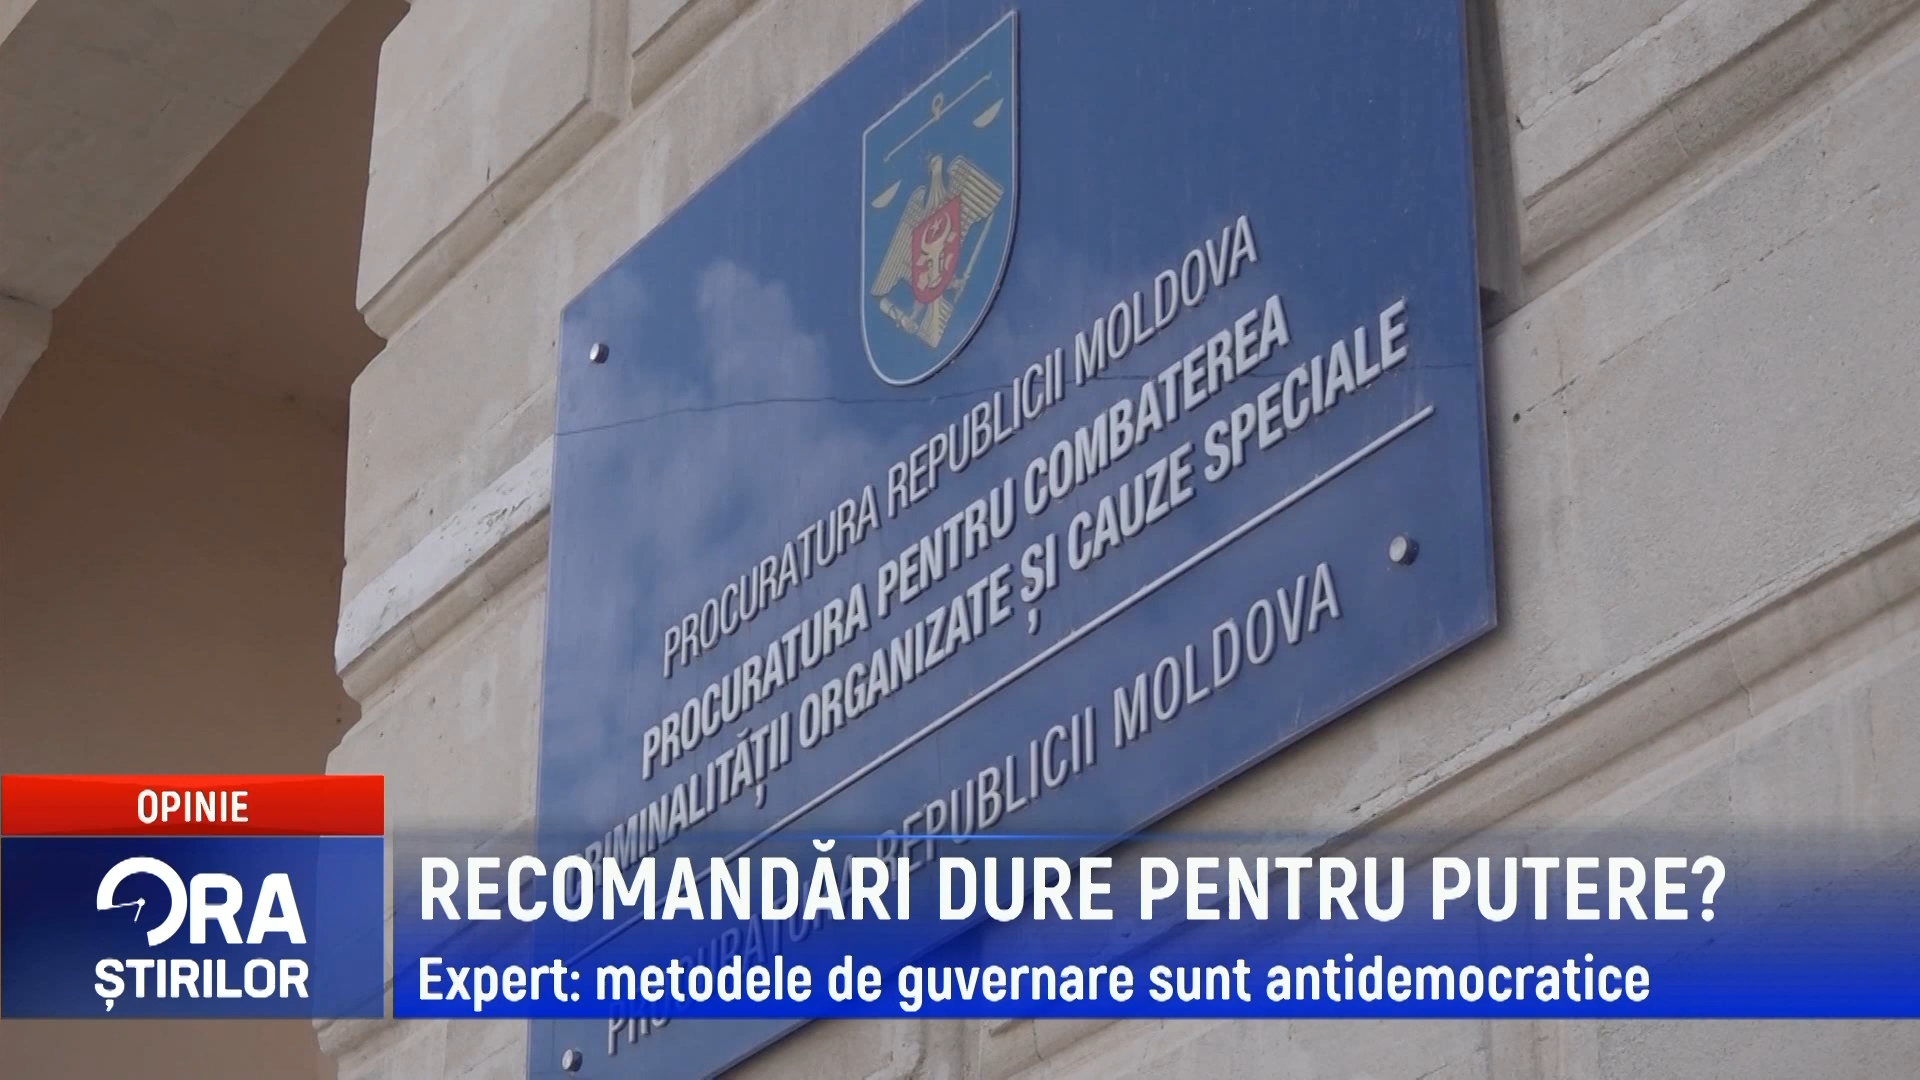 PROCURATURA REPUBLICII MOLDOVA
PROCURATURA PENTRU COMBATEREA
CRIMINALITĂȚII ORGANIZATE ȘI CAUZE SPECIALE
PROCURATURA REPUBLICII MOLDOVA
OPINIE
ORA
ȘTIRILOR
RECOMANDĂRI DURE PENTRU PUTERE?
Expert: metodele de guvernare sunt antidemocratice